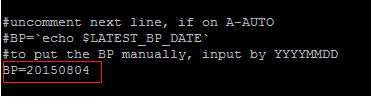 #uncomment next line, if on A-AUTO
#BP=`echo $LATEST_BP_DATE`
#to put the BP manually, input by YYYYMMDD
BP=20150804